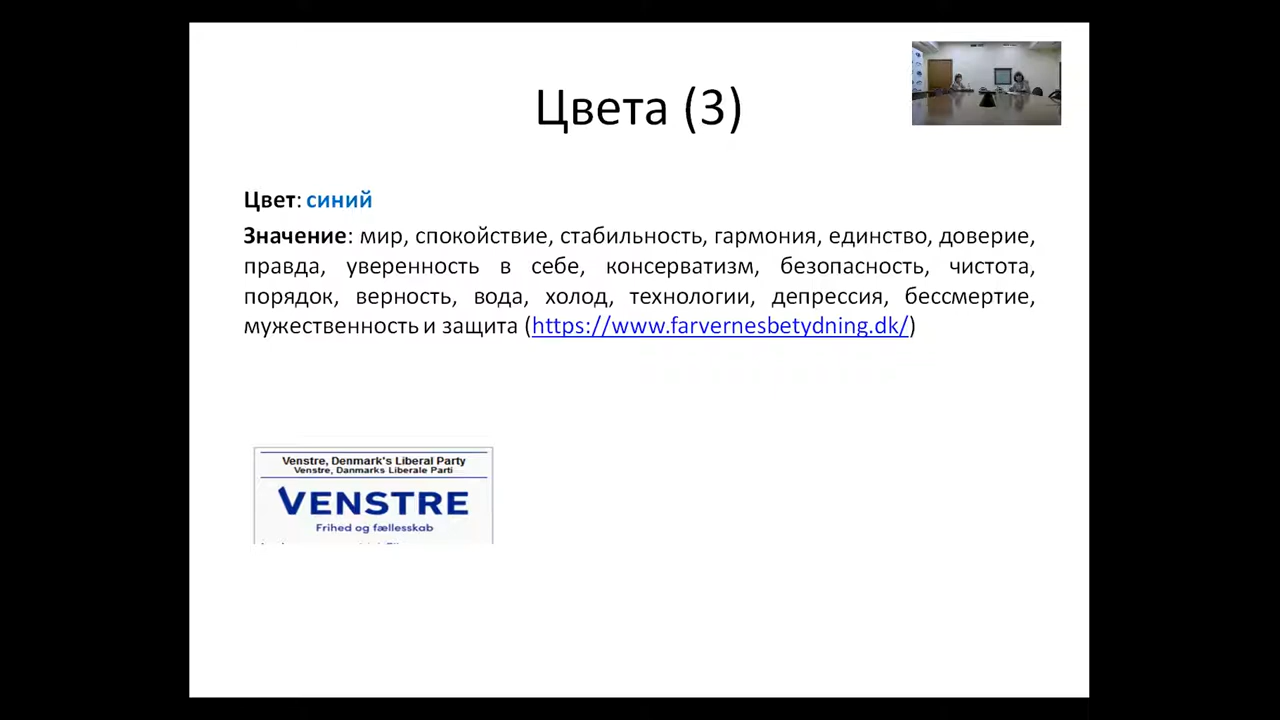 Цвета (3)
Цвет: синий
Значение: мир, спокойствие, стабильность, гармония, единство, доверие,
правда, уверенность в себе, консерватизм, безопасность, чистота,
порядок, верность, вода, холод, технологии, депрессия, бессмертие,
мужественность и защита (https://www.farvernesbetydning.dk/)
Venstre, Denmark's Liberal Party
Venstre, Danmarks Liberale Parti
VENSTRE
Frihed og fællesskab